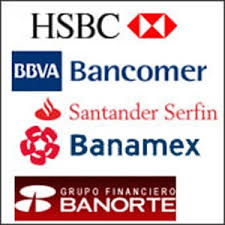 HSBC
BBVA Bancomer
Santander Serfin
Banamex
GRUPO FINANCIERO
BANORTE